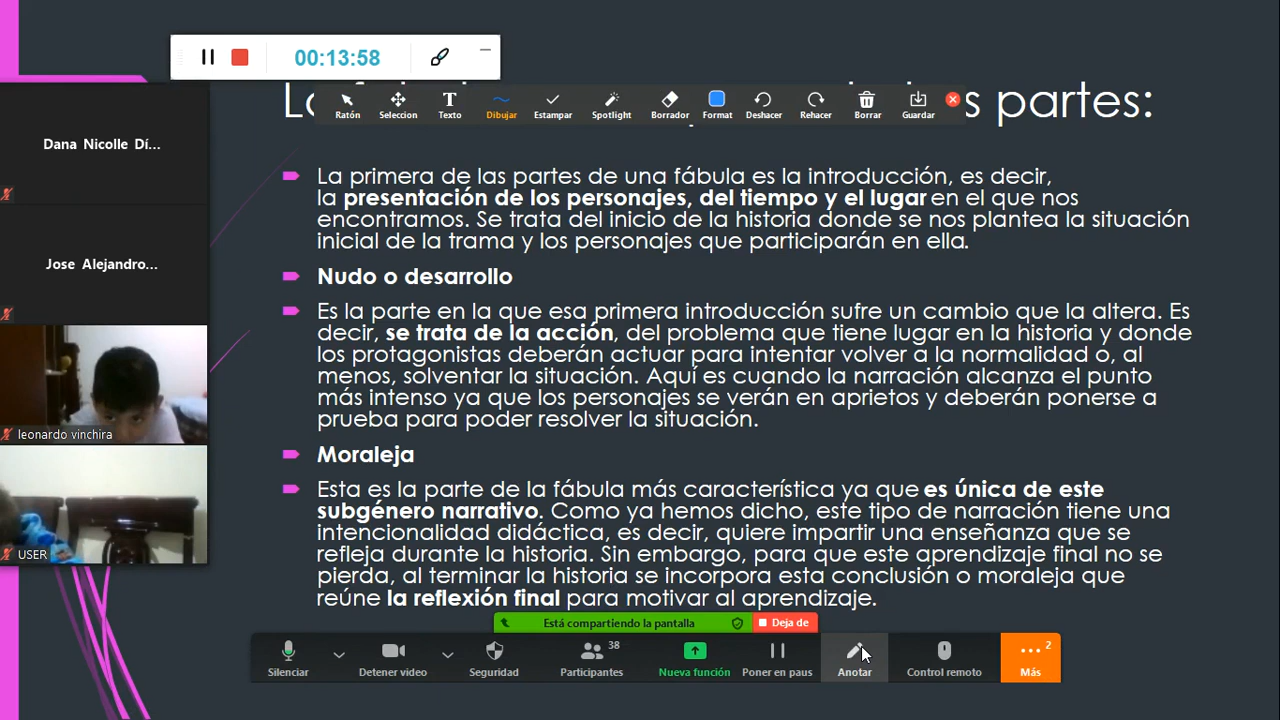 00:13:58
s partes:
Ratón Seleccion Texto Dibujar Estampar Spotlight Borrador Format Deshacer Rehacer Borrar Guardar
Dana Nicolle Dí...
Jose Alejandro...
leonardo vinchira
USER
La primera de las partes de una fábula es la introducción, es decir,
la presentación de los personajes, del tiempo y el lugar en el que nos
encontramos. Se trata del inicio de la historia donde se nos plantea la situación
inicial de la trama y los personajes que participarán en ella.
Nudo o desarrollo
Es la parte en la que esa primera introducción sufre un cambio que la altera. Es
decir, se trata de la acción, del problema que tiene lugar en la historia y donde
los protagonistas deberán actuar para intentar volver a la normalidad o, al
menos, solventar la situación. Aquí es cuando la narración alcanza el punto
más intenso ya que los personajes se verán en aprietos y deberán ponerse a
prueba para poder resolver la situación.
Moraleja
Esta es la parte de la fábula más característica ya que es única de este
subgénero narrativo. Como ya hemos dicho, este tipo de narración tiene una
intencionalidad didáctica, es decir, quiere impartir una enseñanza que se
refleja durante la historia. Sin embargo, para que este aprendizaje final no se
pierda, al terminar la historia se incorpora esta conclusión o moraleja que
reúne la reflexión final para motivar al aprendizaje.
Está compartiendo la pantalla Deja de
38 2
Silenciar Detener video Seguridad Participantes Nueva función Poner en paus Anotar Control remoto Más